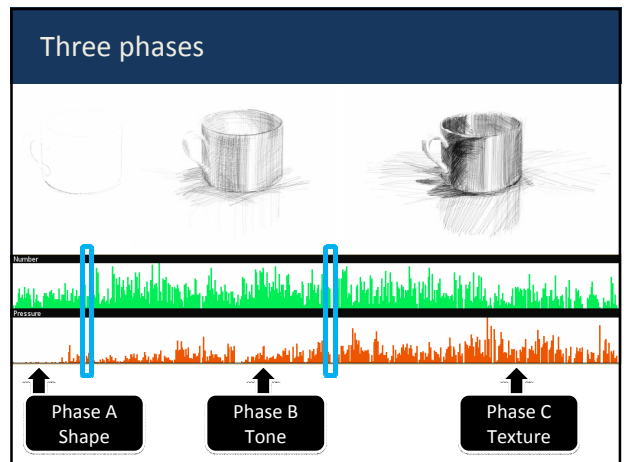 Three phases
Number
Pressure
Phase A
Shape
Phase B
Tone
Phase C
Texture